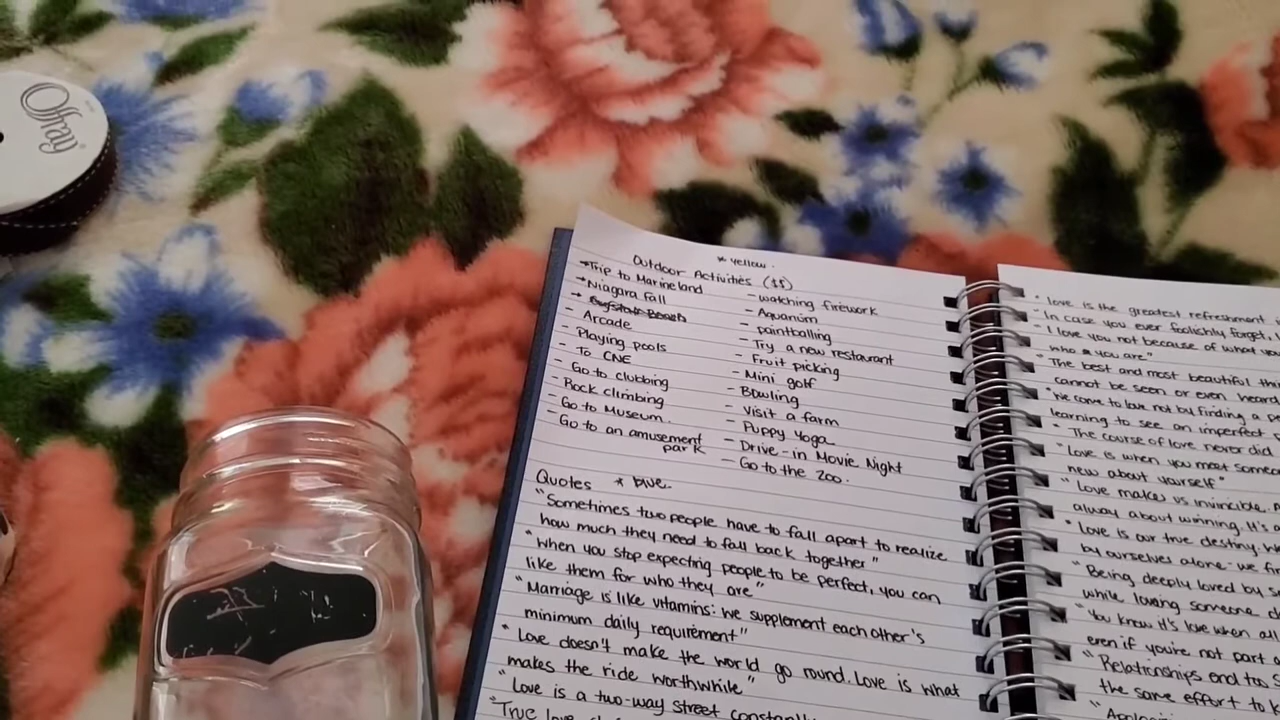 Offray
Outdoor Activities (35) * yellow.
*Trip to Marineland
*Niagara fall
- Arcade
- Playing pools
- To CNE
- Go to clubbing
- Rock climbing
- Go to Museum.
- Go to an amusement
park
- watching firework
- Aquarism
- paintballing
- Try a new restaurant
- Fruit picking
- Mini golf
- Bowling
- Visit a farm
- Puppy Yoga
- Drive-in Movie Night
- Go to the zoo.
Quotes * blue.
"Sometimes two people have to fall apart to realize
how much they need to fall back together"
"when you stop expecting people to be perfect, you can
like them for who they are"
"Marriage is like vitamins: we supplement each other's
minimum daily requirement"
" Love doesn't make the world go round. Love is what
makes the ride worthwhile"
"Love is a two-way street constantly
"True love
" love is the greatest refreshment
- In case you ever foolishly forget,
- I love you not because of what you
who you are"
"The best and most beautiful
cannot be seen or even heard
"we come to love not by finding a
learning to see an imperfect
"The course of love never did
"Love is when you meet
new about yourself"
"Love makes us invincible.
alway about winning. It's
"Love is our true destiny
by ourselves alone - we
"Being deeply loved by
while loving someone
"You know it's love when all
even if you're not part
"Relationships end
the same effort to